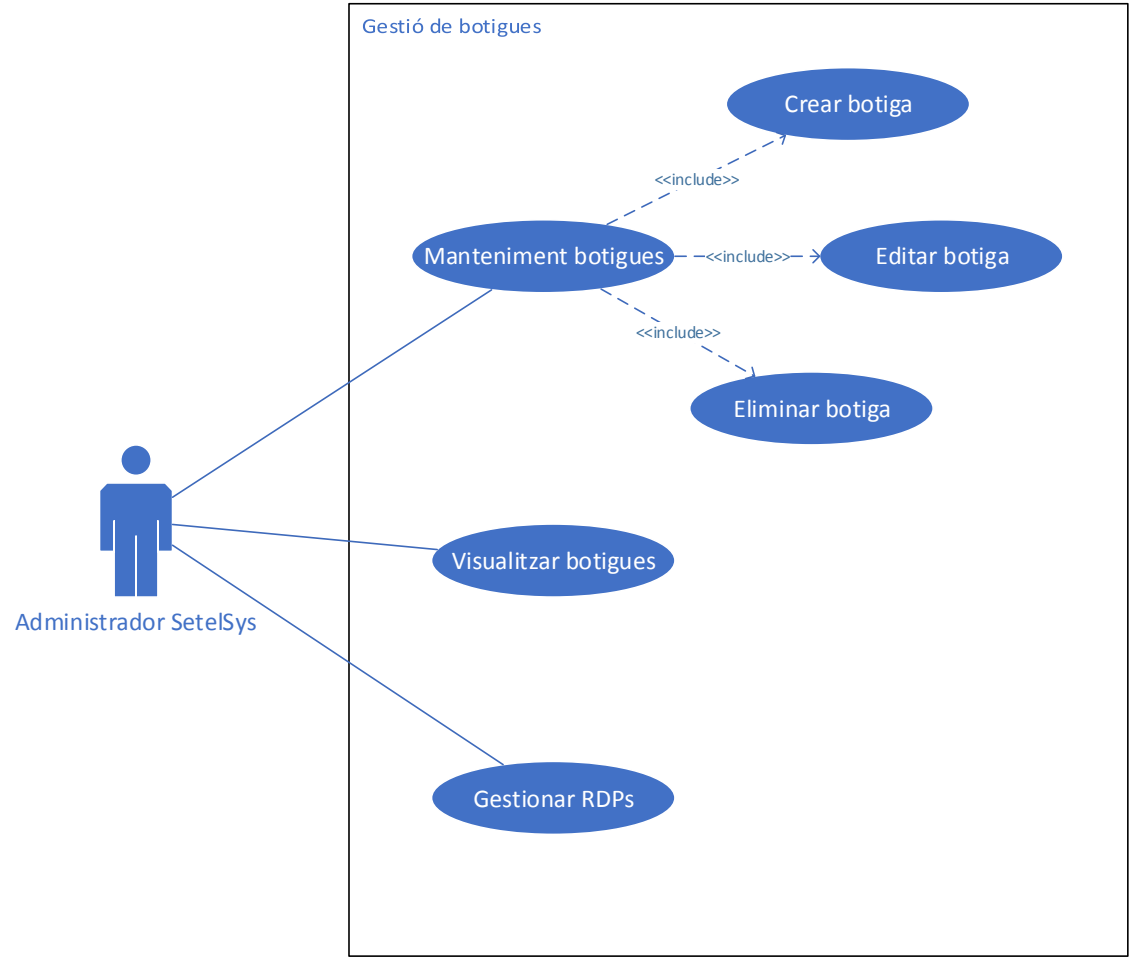 Gestió de botigues
Crear botiga
<<include>>
Manteniment botigues
<<include>>
Editar botiga
<<include>>
Eliminar botiga
Visualitzar botigues
Administrador SetelSys
Gestionar RDPs